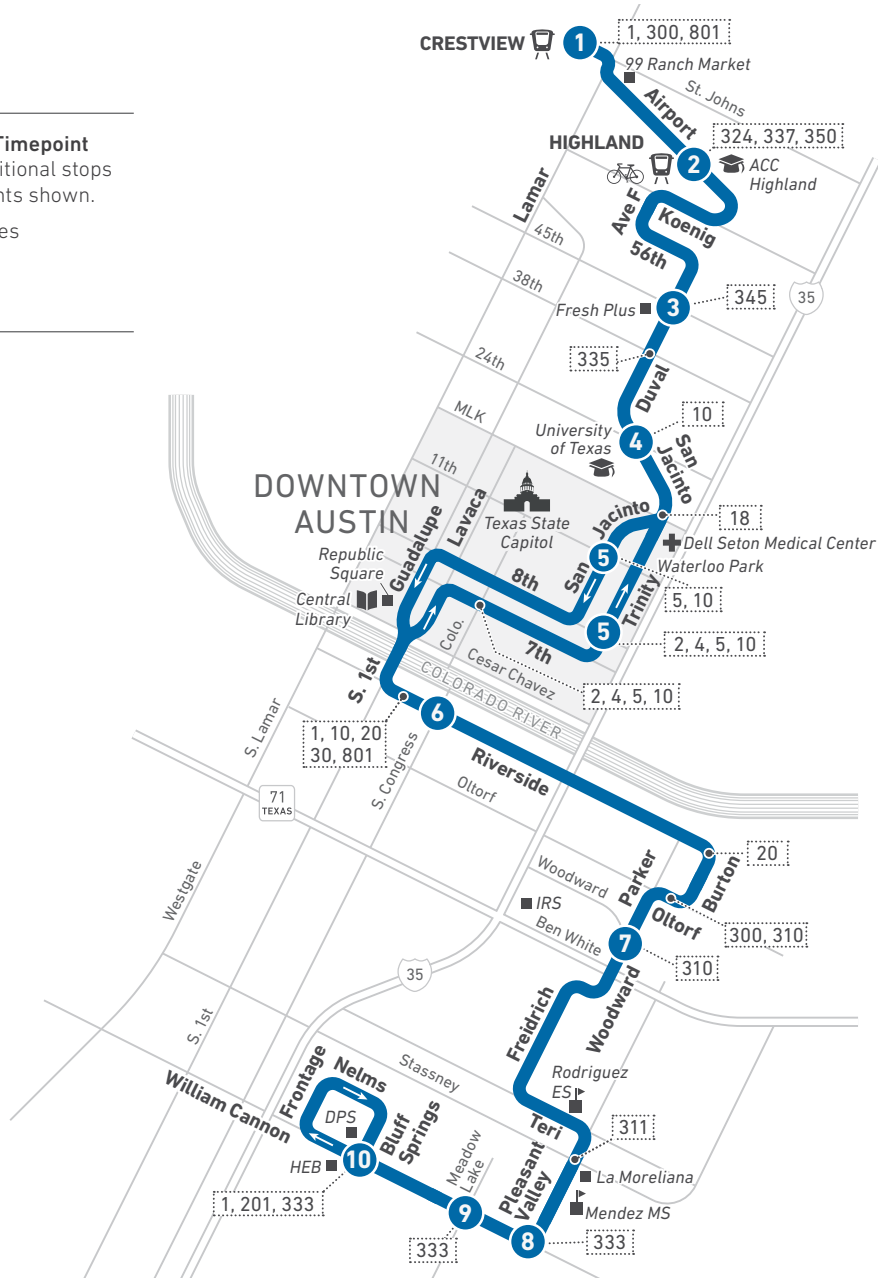 CRESTVIEW
1
1, 300, 801
99 Ranch Market
St. Johns
Airport
Timepoint
itional stops
nts shown.
es
HIGHLAND
2
324, 337, 350
ACC
Highland
Lamar
Ave F
Koenig
45th
56th
38th
Fresh Plus
3
345
35
335
24th
Duval
MLK
10
University
of Texas
4
San
Jacinto
11th
DOWNTOWN
AUSTIN
Guadalupe
Lavaca
Texas State
Capitol
San
Jacinto
18
Dell Seton Medical Center
Waterloo Park
Republic
Square
5
8th
Trinity
5, 10
Central
Library
Colo.
7th
5
2, 4, 5, 10
Cesar Chavez
2, 4, 5, 10
S. 1st
COLORADO RIVER
6
1, 10, 20
30, 801
S. Lamar
S. Congress
Riverside
Oltorf
71
TEXAS
Parker
Burton
20
Woodward
Westgate
IRS
Oltorf
300, 310
Ben White
7
310
35
Woodward
Freidrich
S. 1st
Rodriguez
ES
Stassney
Frontage
Nelms
Teri
William Cannon
DPS
Bluff
Springs
311
HEB
10
Meadow
Lake
Pleasant
Valley
La Moreliana
1, 201, 333
Mendez MS
9
333
8
333